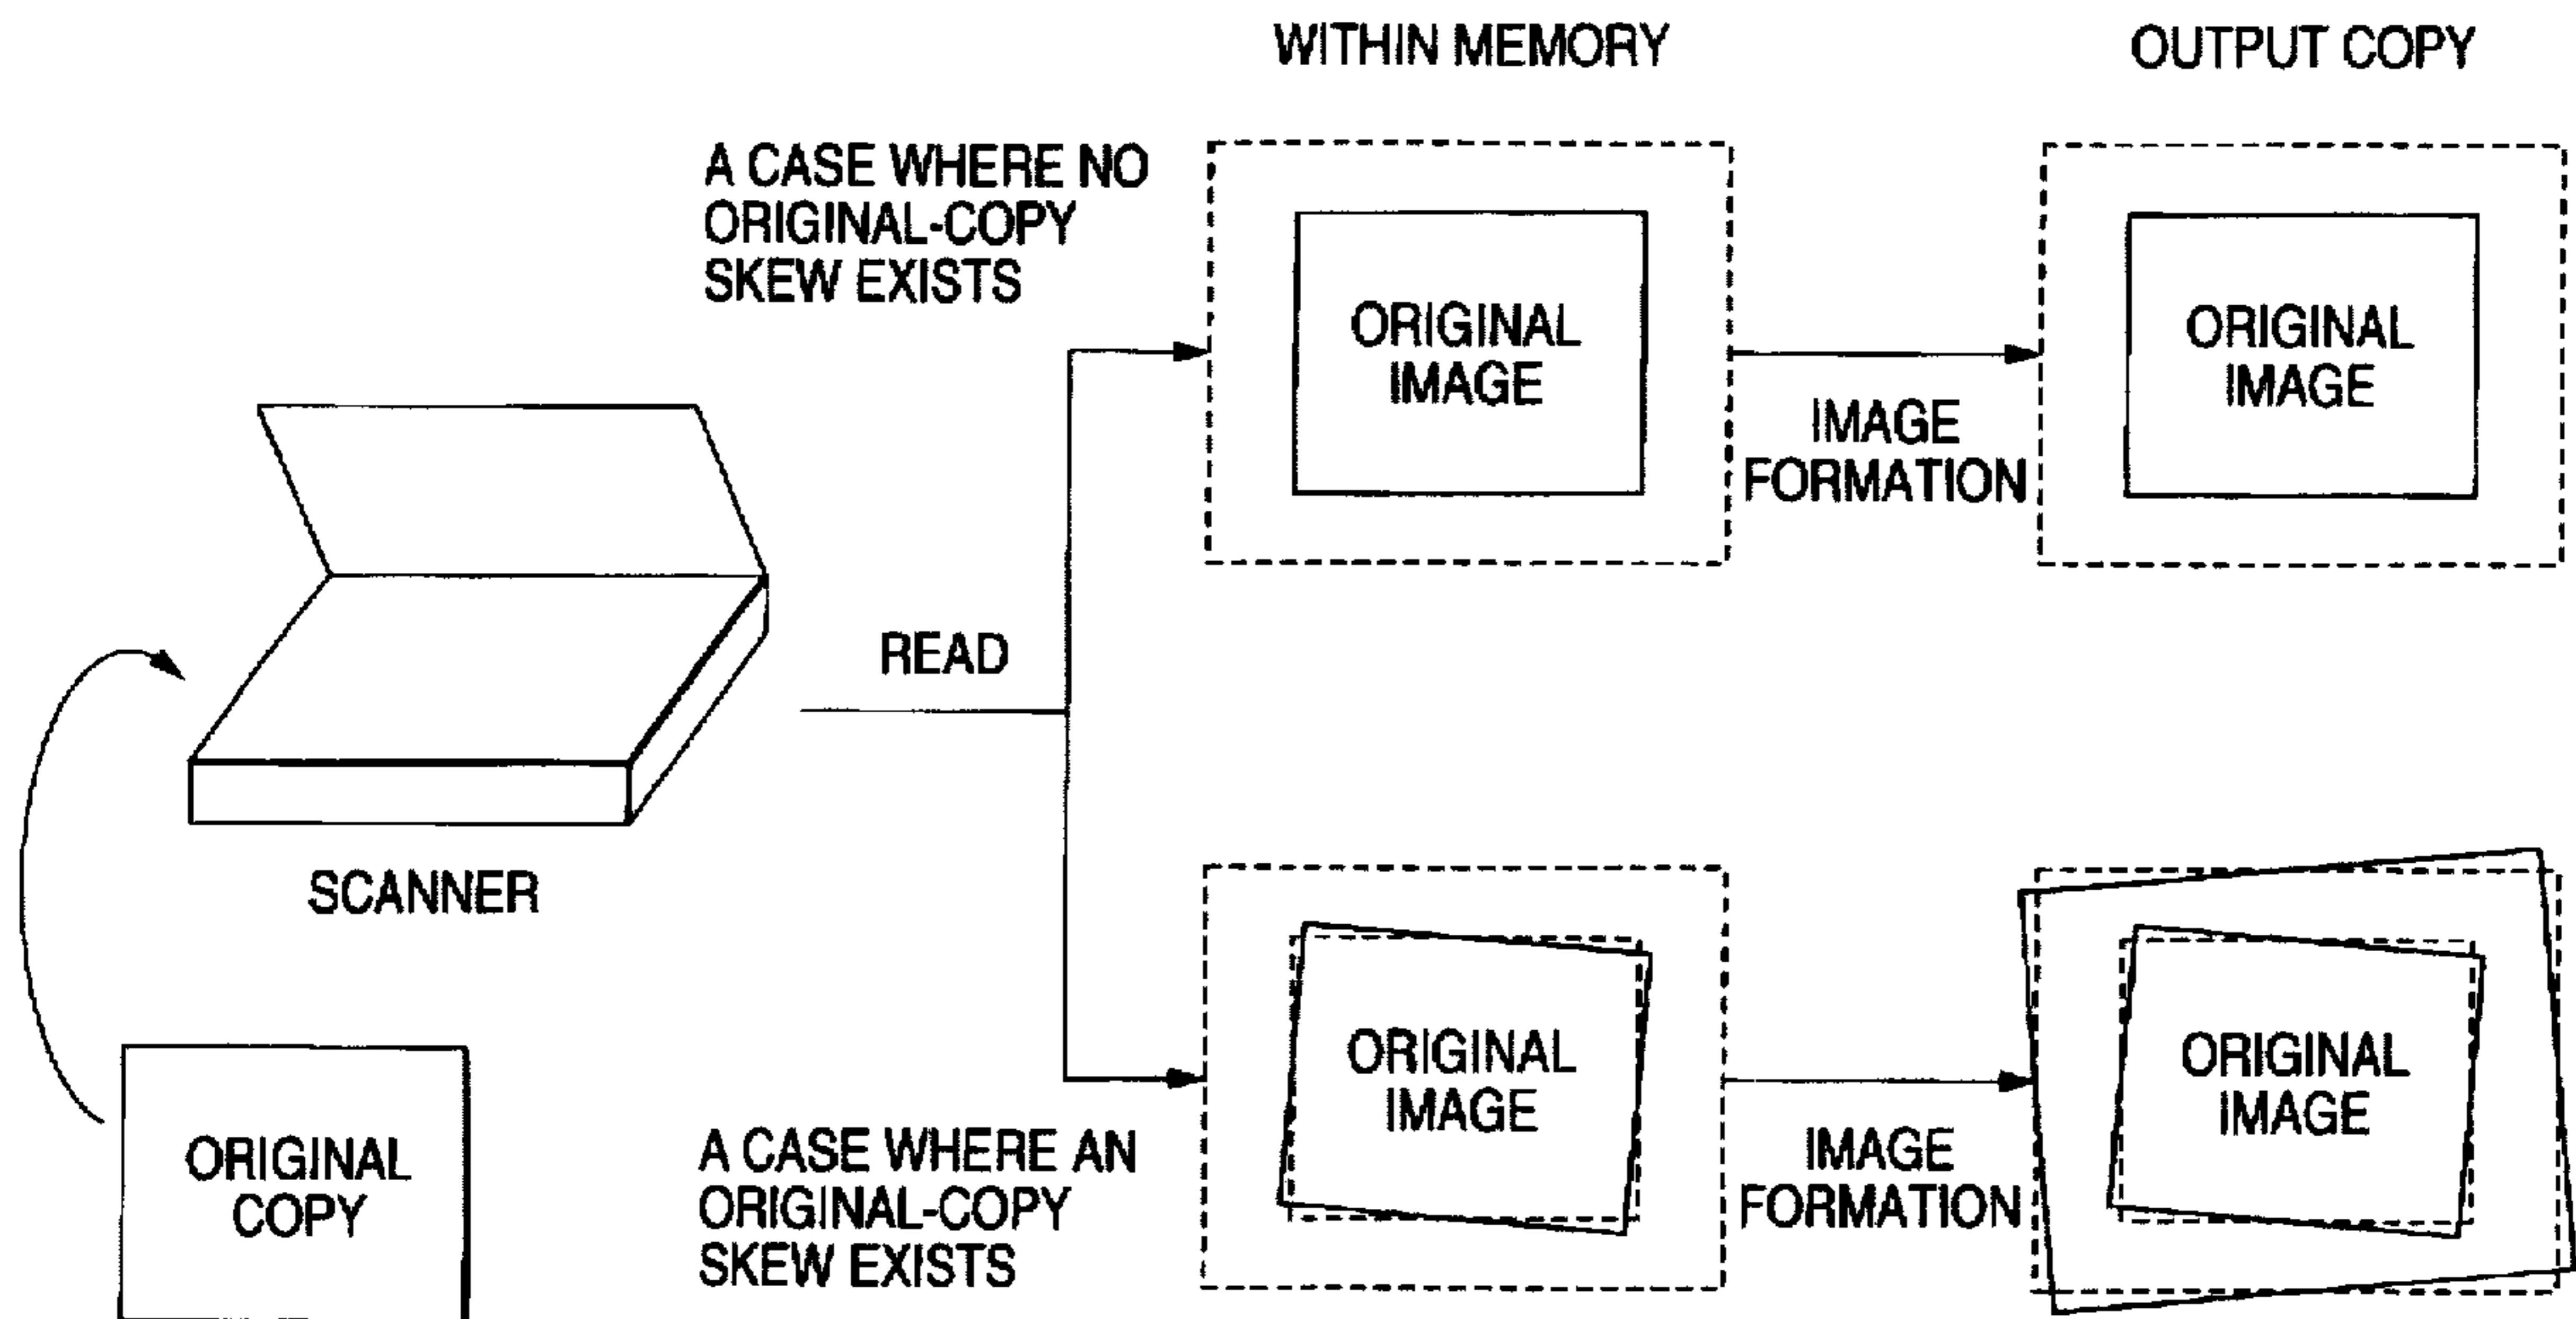 WITHIN MEMORY
OUTPUT COPY
A CASE WHERE NO
ORIGINAL-COPY
SKEW EXISTS
ORIGINAL
IMAGE
IMAGE
FORMATION
ORIGINAL
IMAGE
READ
SCANNER
ORIGINAL
COPY
A CASE WHERE AN
ORIGINAL-COPY
SKEW EXISTS
ORIGINAL
IMAGE
IMAGE
FORMATION
ORIGINAL
IMAGE